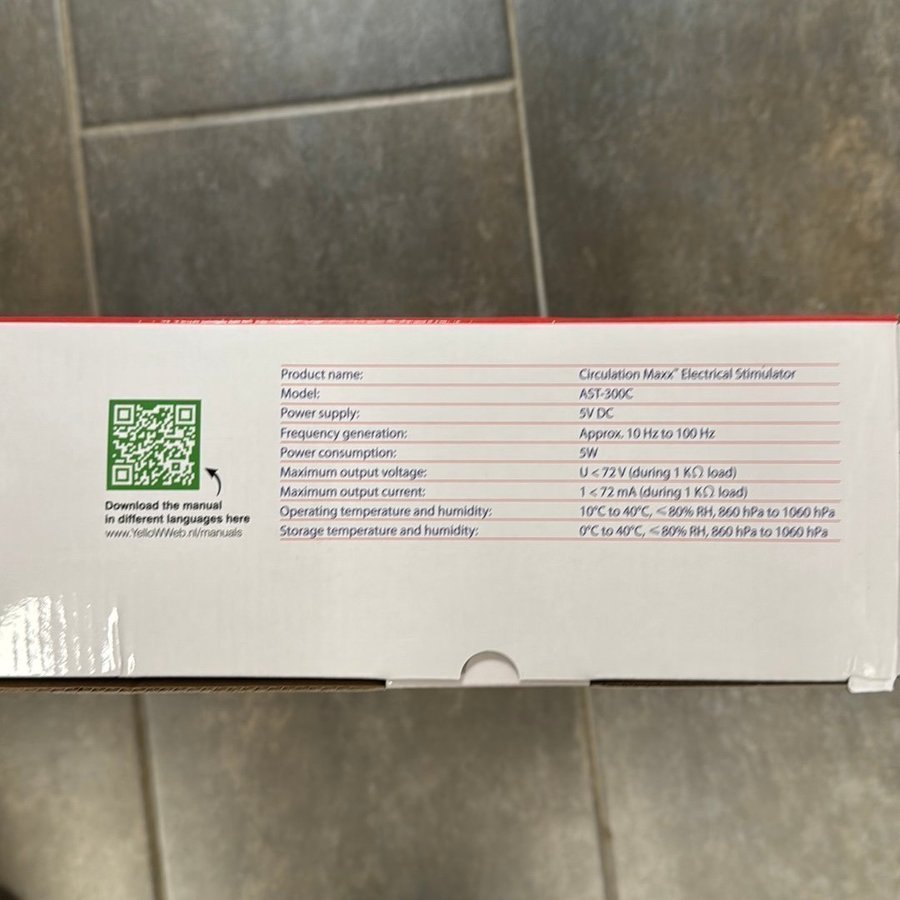 Product name: Circulation Maxx™ Electrical Stimulator
Model: AST-300C
Power supply: 5V DC
Frequency generation: Approx. 10 Hz to 100 Hz
Power consumption: 5W
Maximum output voltage: U < 72 V (during 1 KΩ load)
Maximum output current: 1 < 72 mA (during 1 KΩ load)
Operating temperature and humidity: 10°C to 40°C, ≤80% RH, 860 hPa to 1060 hPa
Storage temperature and humidity: 0°C to 40°C, ≤80% RH, 860 hPa to 1060 hPa
Download the manual
in different languages here
www.YelloWWeb.nl/manuals